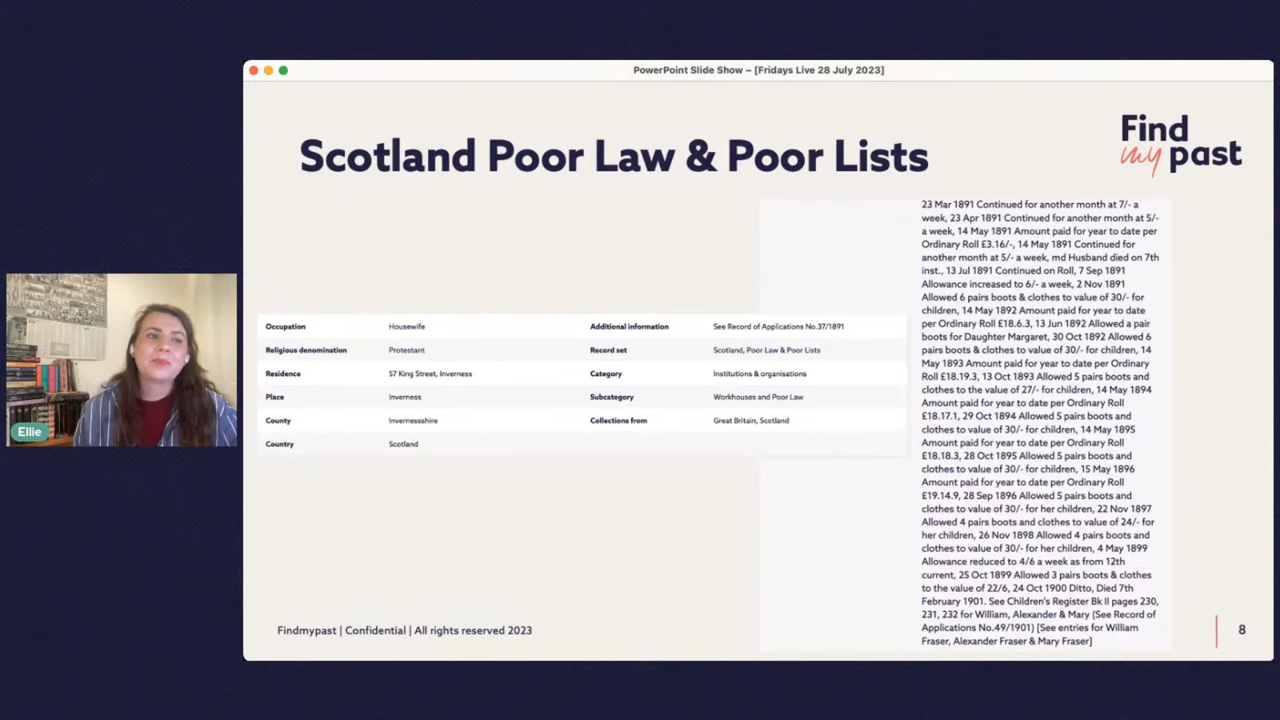 PowerPoint Slide Show – [Fridays Live 28 July 2023]
Scotland Poor Law & Poor Lists
Find
my past
23 Mar 1891 Continued for another month at 7/- a
week, 23 Apr 1891 Continued for another month at 5/-
a week, 14 May 1891 Amount paid for year to date per
Ordinary Roll £3.16/-, 14 May 1891 Continued for
another month at 5/- a week, md Husband died on 7th
inst., 13 Jul 1891 Continued on Roll, 7 Sep 1891
Allowance increased to 6/- a week, 2 Nov 1891
Allowed 6 pairs boots & clothes to value of 30/- for
children, 14 May 1892 Amount paid for year to date
per Ordinary Roll £18.6.3, 13 Jun 1892 Allowed a pair
boots for Daughter Margaret, 30 Oct 1892 Allowed 6
pairs boots & clothes to value of 30/- for children, 14
May 1893 Amount paid for year to date per Ordinary
Roll £18.19.3, 13 Oct 1893 Allowed 5 pairs boots and
clothes to the value of 27/- for children, 14 May 1894
Amount paid for year to date per Ordinary Roll
£18.17.1, 29 Oct 1894 Allowed 5 pairs boots and
clothes to value of 30/- for children, 14 May 1895
Amount paid for year to date per Ordinary Roll
£18.18.3, 28 Oct 1895 Allowed 5 pairs boots and
clothes to value of 30/- for children, 15 May 1896
Amount paid for year to date per Ordinary Roll
£19.14.9, 28 Sep 1896 Allowed 5 pairs boots and
clothes to value of 30/- for her children, 22 Nov 1897
Allowed 4 pairs boots and clothes to value of 24/- for
her children, 26 Nov 1898 Allowed 4 pairs boots and
clothes to value of 30/- for her children, 4 May 1899
Allowance reduced to 4/6 a week as from 12th
current, 25 Oct 1899 Allowed 3 pairs boots & clothes
to the value of 22/6, 24 Oct 1900 Ditto, Died 7th
February 1901. See Children's Register Bk II pages 230,
231, 232 for William, Alexander & Mary (See Record of
Applications No.49/1901) [See entries for William
Fraser, Alexander Fraser & Mary Fraser]
Occupation Housewife Additional information See Record of Applications No.37/1891
Religious denomination Protestant Record set Scotland, Poor Law & Poor Lists
Residence 57 King Street, Inverness Category Institutions & organisations
Place Inverness Subcategory Workhouses and Poor Law
County Invernessshire Collections from Great Britain, Scotland
Country Scotland
Ellie
Findmypast | Confidential | All rights reserved 2023
8